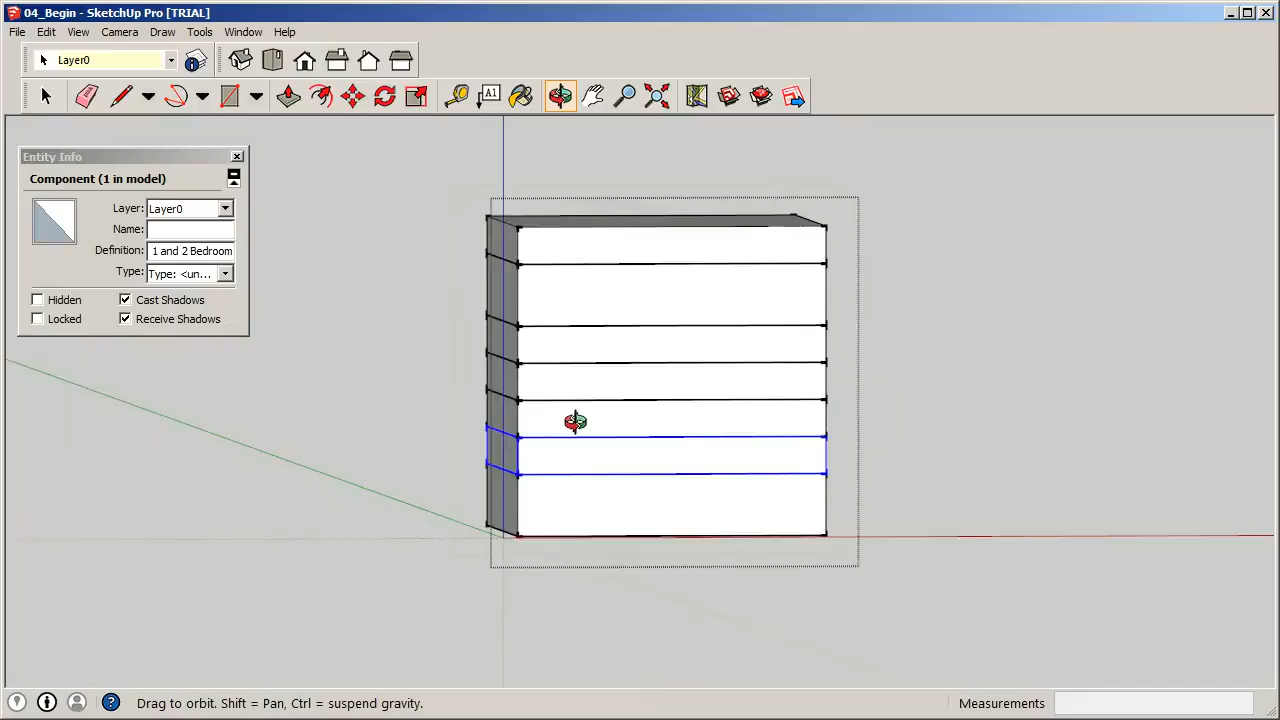 04_Begin - SketchUp Pro [TRIAL]
File Edit View Camera Draw Tools Window Help
Layer0
A1
Entity Info
Component (1 in model)
Layer: Layer0
Name:
Definition: 1 and 2 Bedroom
Type: Type: <un...
Hidden Cast Shadows
Locked Receive Shadows
Drag to orbit. Shift = Pan, Ctrl = suspend gravity. Measurements